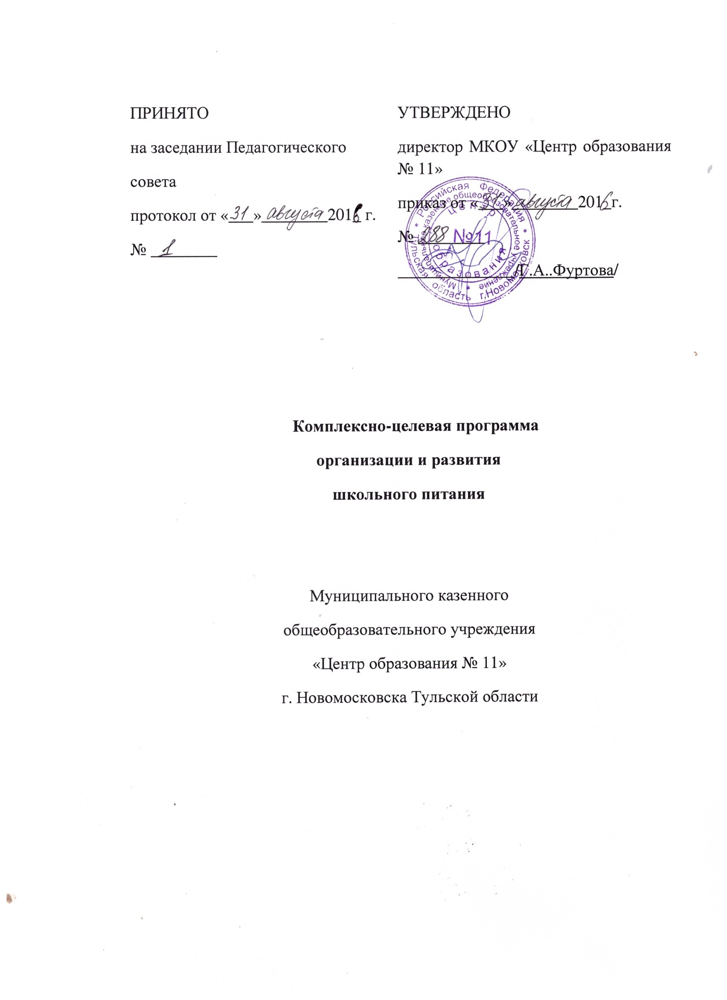 ПРИНЯТО
на заседании Педагогического
совета
протокол от «31» августа 2016 г.
№ 1
УТВЕРЖДЕНО
директор МКОУ «Центр образования
№ 11»
приказ от «31» августа 2016 г.
№ 288
/Г.А..Фуртова/
* Российская Федерация * Тульская область г.Новомосковск
* Муниципальное казенное общеобразовательное учреждение
Центр
№11
образования
Комплексно-целевая программа
организации и развития
школьного питания
Муниципального казенного
общеобразовательного учреждения
«Центр образования № 11»
г. Новомосковска Тульской области